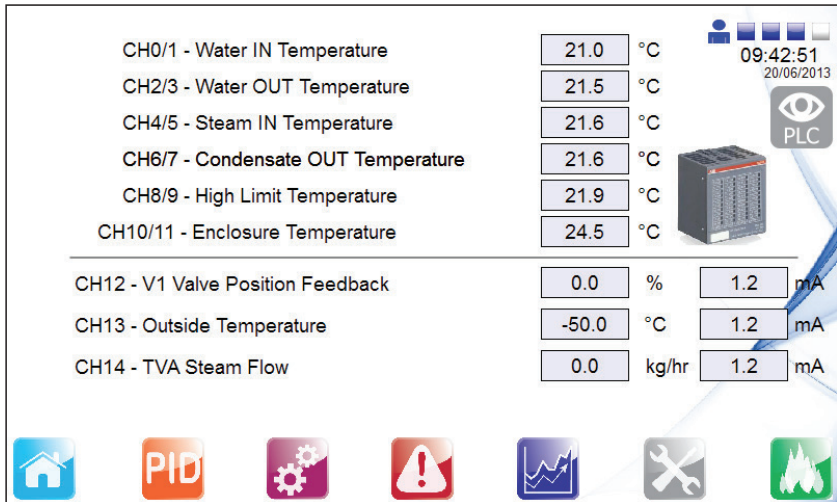 CH0/1 - Water IN Temperature 21.0 °C
09:42:51
20/06/2013
CH2/3 - Water OUT Temperature 21.5 °C
CH4/5 - Steam IN Temperature 21.6 °C
PLC
CH6/7 - Condensate OUT Temperature 21.6 °C
CH8/9 - High Limit Temperature 21.9 °C
CH10/11 - Enclosure Temperature 24.5 °C
CH12 - V1 Valve Position Feedback 0.0 % 1.2 mA
CH13 - Outside Temperature -50.0 °C 1.2 mA
CH14 - TVA Steam Flow 0.0 kg/hr 1.2 mA
PID